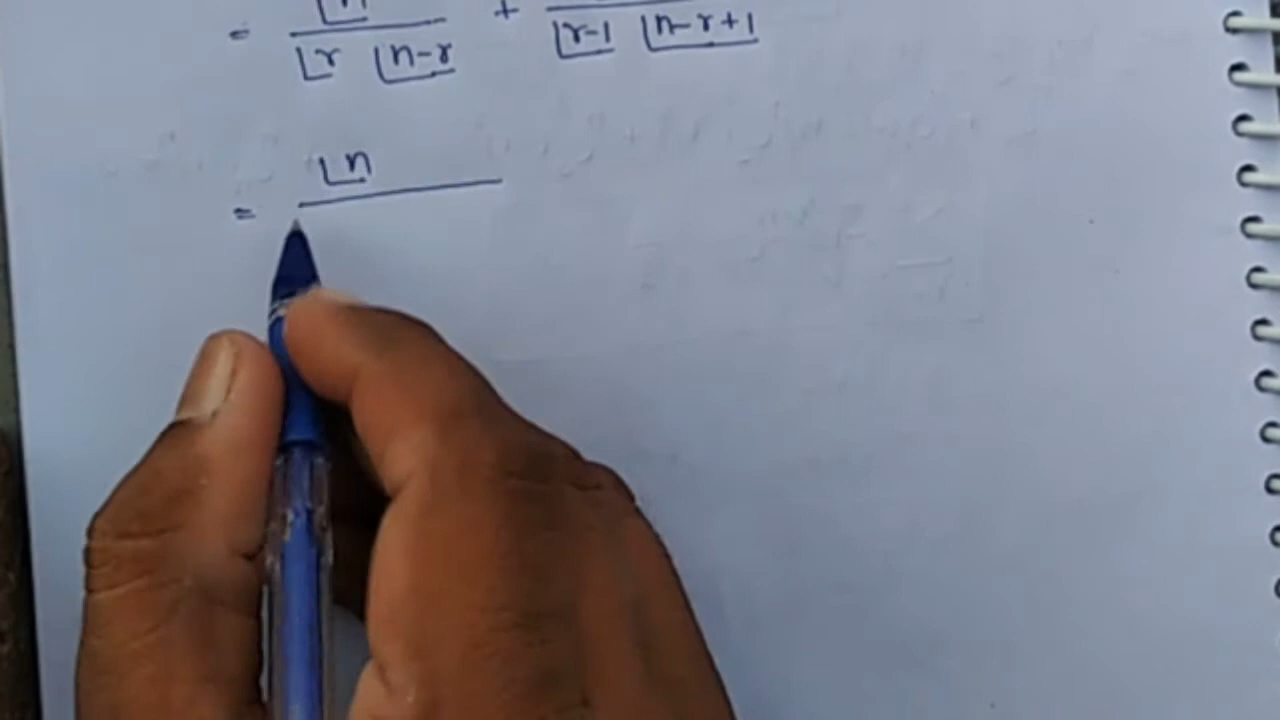 = ⌊n / ⌊r ⌊n-r + / ⌊r-1 ⌊n-r+1
= ⌊n /